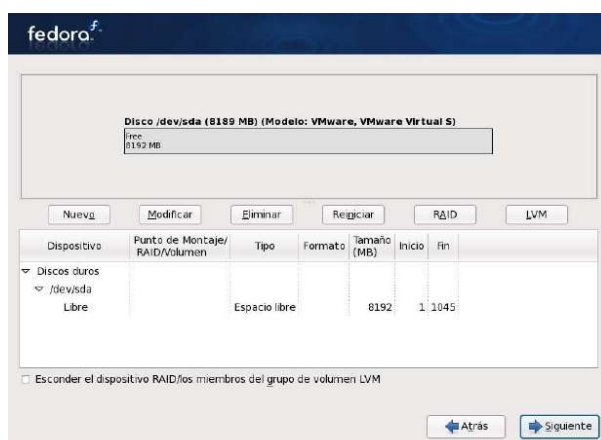 fedora
Disco /dev/sda (8189 MB) (Modelo: VMware, VMware Virtual S)
Free
8192 MB
Nuevo Modificar Eliminar Reiniciar RAID LVM
Dispositivo Punto de Montaje/ RAID/Volumen Tipo Formato Tamaño (MB) Inicio Fin
Discos duros
/dev/sda
Libre Espacio libre 8192 1 1045
Esconder el dispositivo RAID/los miembros del grupo de volumen LVM
Atrás Siguiente